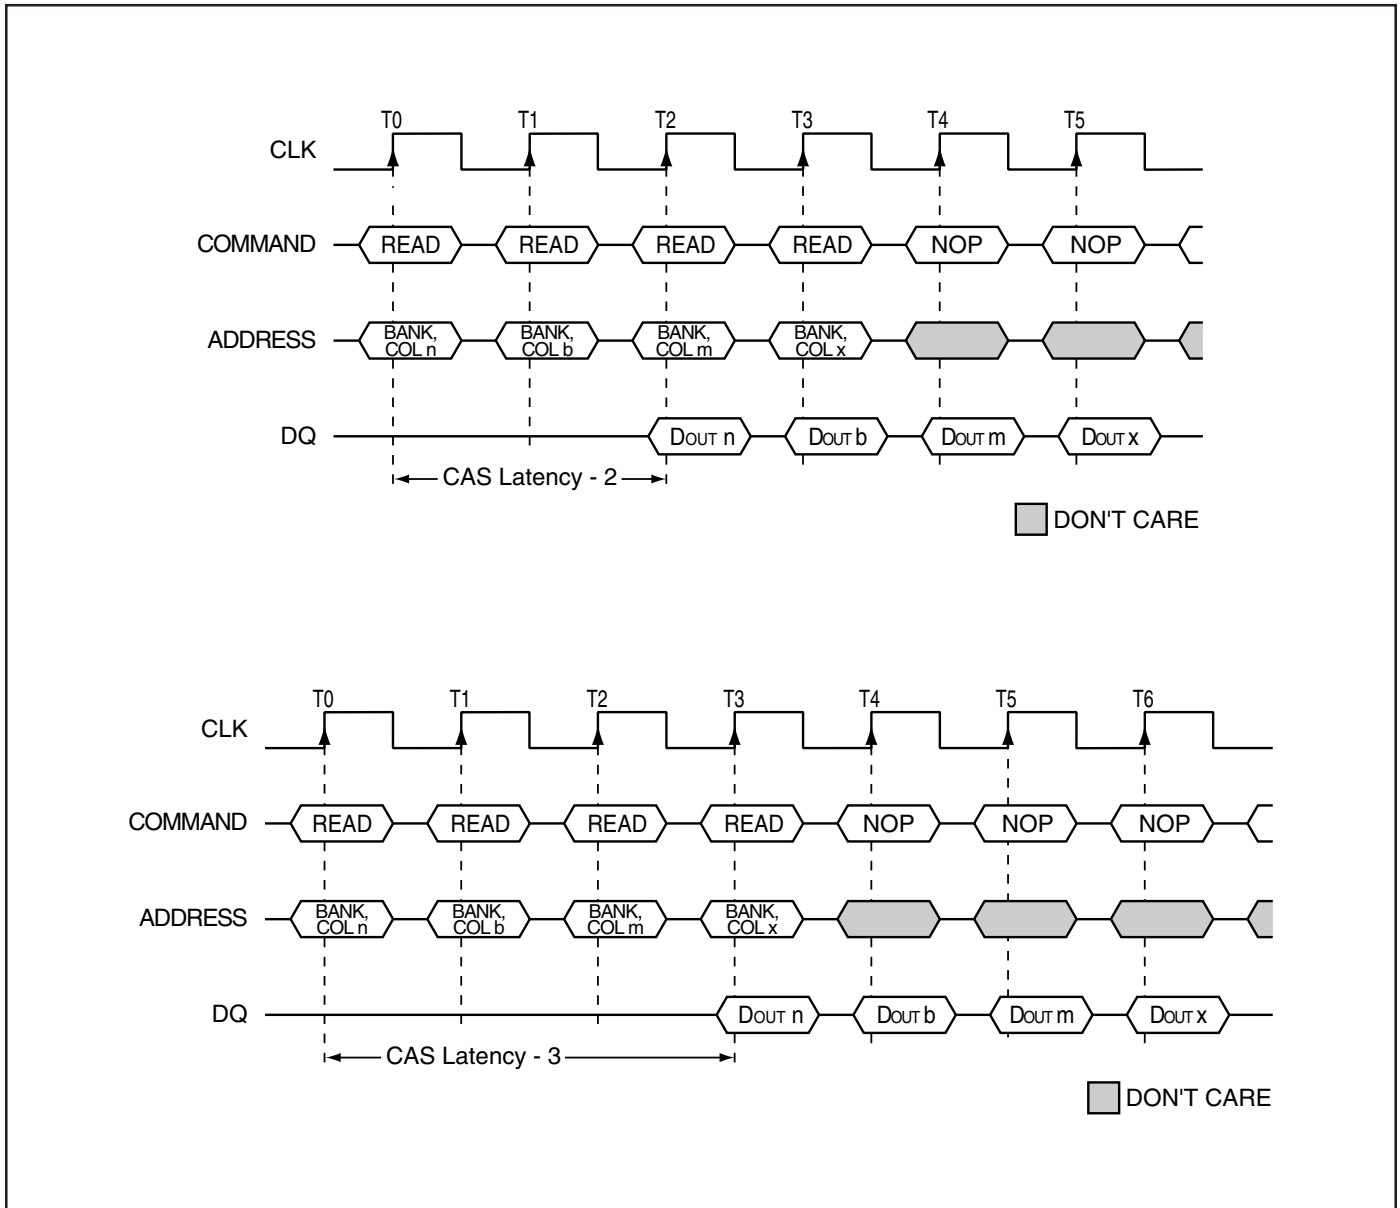 T0 T1 T2 T3 T4 T5
CLK
COMMAND READ READ READ READ NOP NOP
ADDRESS BANK, BANK, BANK, BANK,
COL n COL b COL m COL x
DQ DOUT n DOUT b DOUT m DOUT x
CAS Latency - 2
DON'T CARE
T0 T1 T2 T3 T4 T5 T6
CLK
COMMAND READ READ READ READ NOP NOP NOP
ADDRESS BANK, BANK, BANK, BANK,
COL n COL b COL m COL x
DQ DOUT n DOUT b DOUT m DOUT x
CAS Latency - 3
DON'T CARE